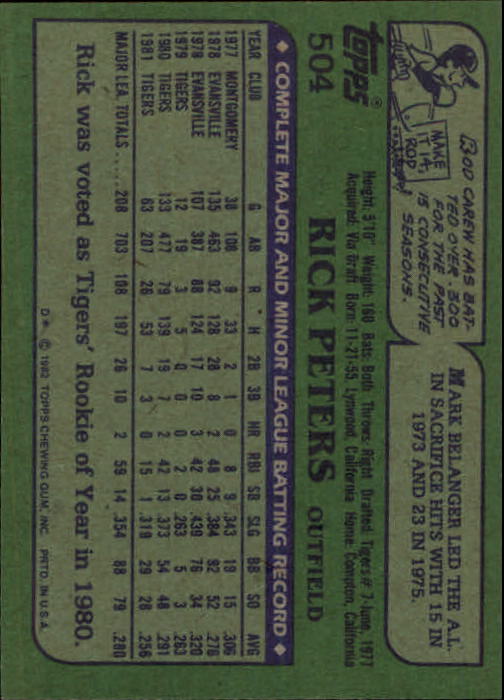 ROD CAREW HAS BAT-
TED OVER .300
FOR THE PAST
15 CONSECUTIVE
SEASONS.
MAKE
IT 14,
ROD
MARK BELANGER LED THE A.L.
IN SACRIFICE HITS WITH 15 IN
1973 AND 23 IN 1975.
topps®
504
RICK PETERS OUTFIELD
Height: 5'10" Weight: 160 Bats: Both Throws: Right Drafted: Tigers #7-June, 1977
Acquired: Via Draft Born: 11-21-55, Lynwood, California Home: Compton, California
◆ COMPLETE MAJOR AND MINOR LEAGUE BATTING RECORD ◆
YEAR CLUB G AB R H 2B 3B HR RBI SB SLG BB SO AVG
1977 MONTGOMERY 38 108 9 33 2 1 0 8 9 .343 19 15 .306
1978 EVANSVILLE 135 463 92 128 28 8 2 48 25 .384 92 52 .276
1979 EVANSVILLE 107 387 88 124 17 10 3 42 30 .439 76 34 .320
1979 TIGERS 12 19 3 5 0 0 0 2 0 .263 5 3 .263
1980 TIGERS 133 477 79 139 19 7 2 42 13 .373 54 48 .291
1981 TIGERS 63 207 26 53 7 3 0 15 1 .319 29 28 .256
MAJOR LEA. TOTALS.... 208 703 108 197 26 10 2 59 14 .354 88 79 .280
Rick was voted as Tigers' Rookie of Year in 1980.
D* © 1982 TOPPS CHEWING GUM, INC. PRTD. IN U.S.A.